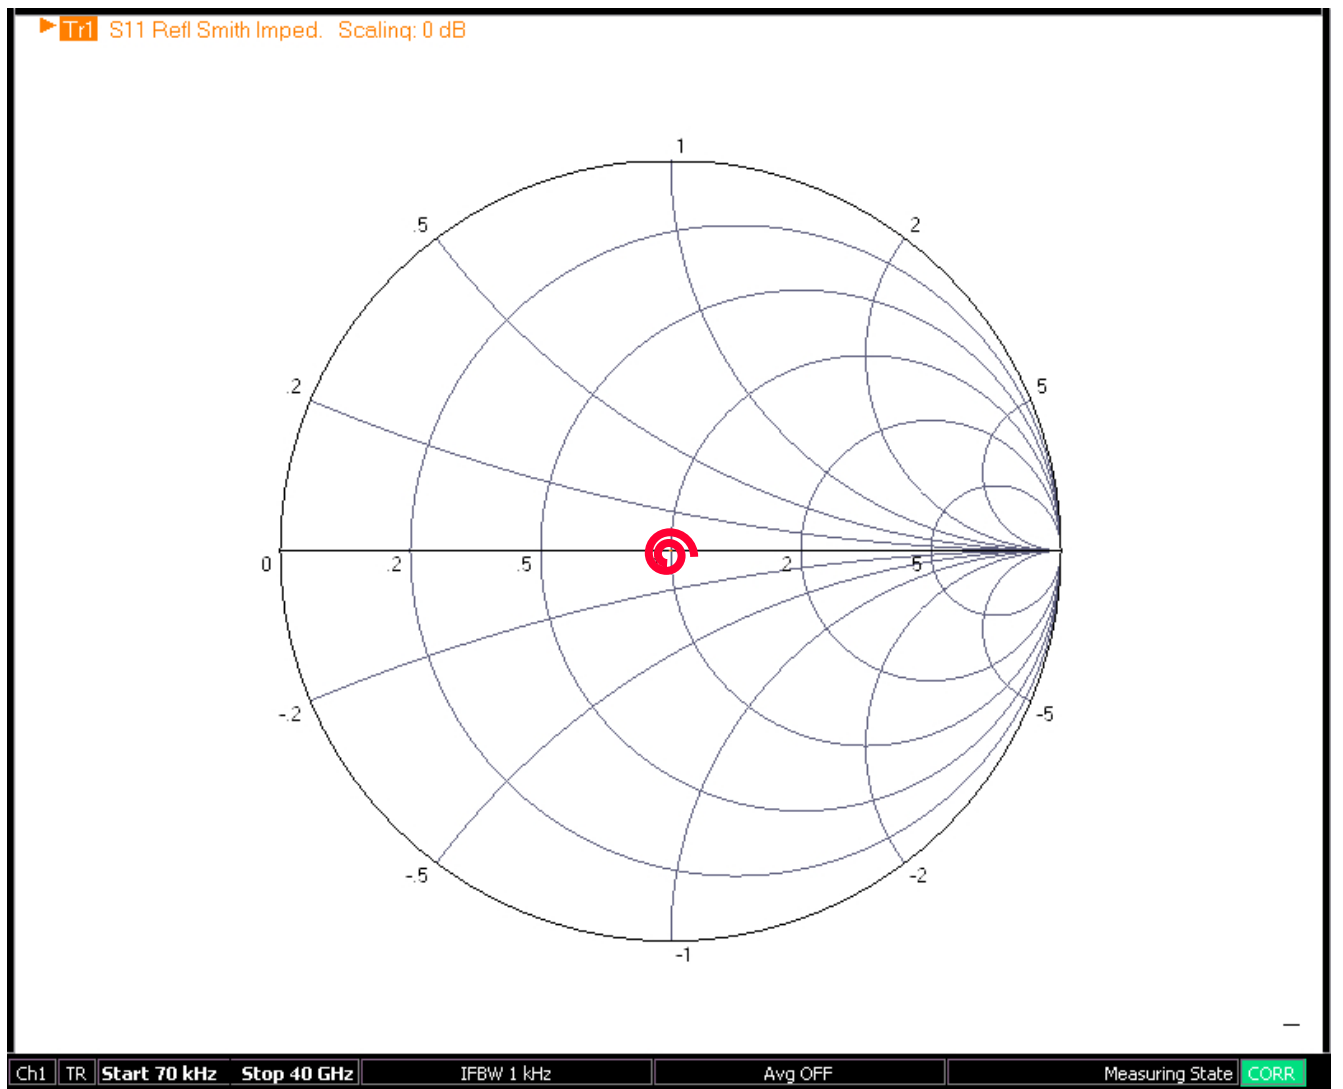 Tr1 S11 Refl Smith Imped. Scaling: 0 dB
1
.5 2
.2 5
0 .2 .5 1 2 5
-.2 -5
-.5 -2
-1
Ch1 TR Start 70 kHz Stop 40 GHz IFBW 1 kHz Avg OFF Measuring State CORR